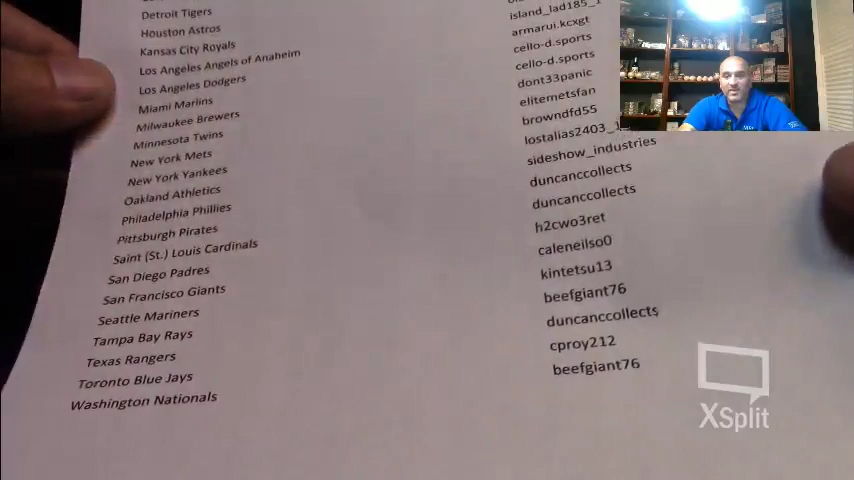 Detroit Tigers
Houston Astros
Kansas City Royals
Los Angeles Angels of Anaheim
Los Angeles Dodgers
Miami Marlins
Milwaukee Brewers
Minnesota Twins
New York Mets
New York Yankees
Oakland Athletics
Philadelphia Phillies
Pittsburgh Pirates
Saint (St.) Louis Cardinals
San Diego Padres
San Francisco Giants
Seattle Mariners
Tampa Bay Rays
Texas Rangers
Toronto Blue Jays
Washington Nationals
island_lad185_1
armarui.kcxgt
cello-d.sports
cello-d.sports
dont33panic
elitemetsfan
browndfd55
lostalias2403_1
sideshow_industries
duncanccollects
duncanccollects
h2cwo3ret
caleneilso0
kintetsu13
beefgiant76
duncanccollects
cproy212
beefgiant76
XSplit